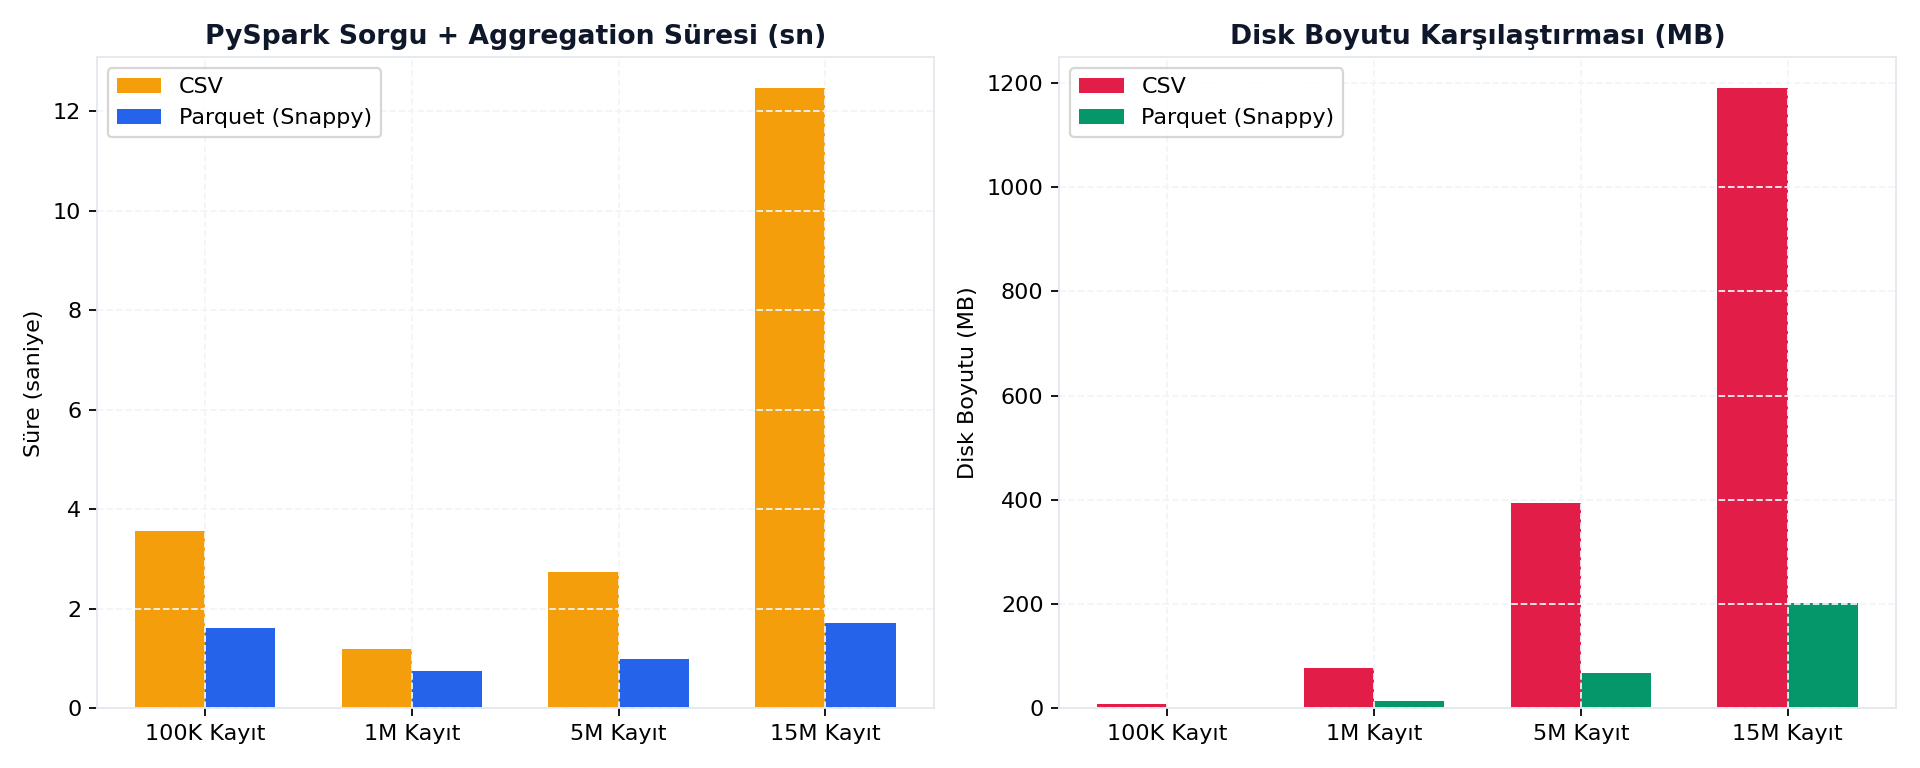 PySpark Sorgu + Aggregation Süresi (sn)
CSV
Parquet (Snappy)
Süre (saniye)
12
10
8
6
4
2
0
100K Kayıt
1M Kayıt
5M Kayıt
15M Kayıt
Disk Boyutu Karşılaştırması (MB)
CSV
Parquet (Snappy)
Disk Boyutu (MB)
1200
1000
800
600
400
200
0
100K Kayıt
1M Kayıt
5M Kayıt
15M Kayıt